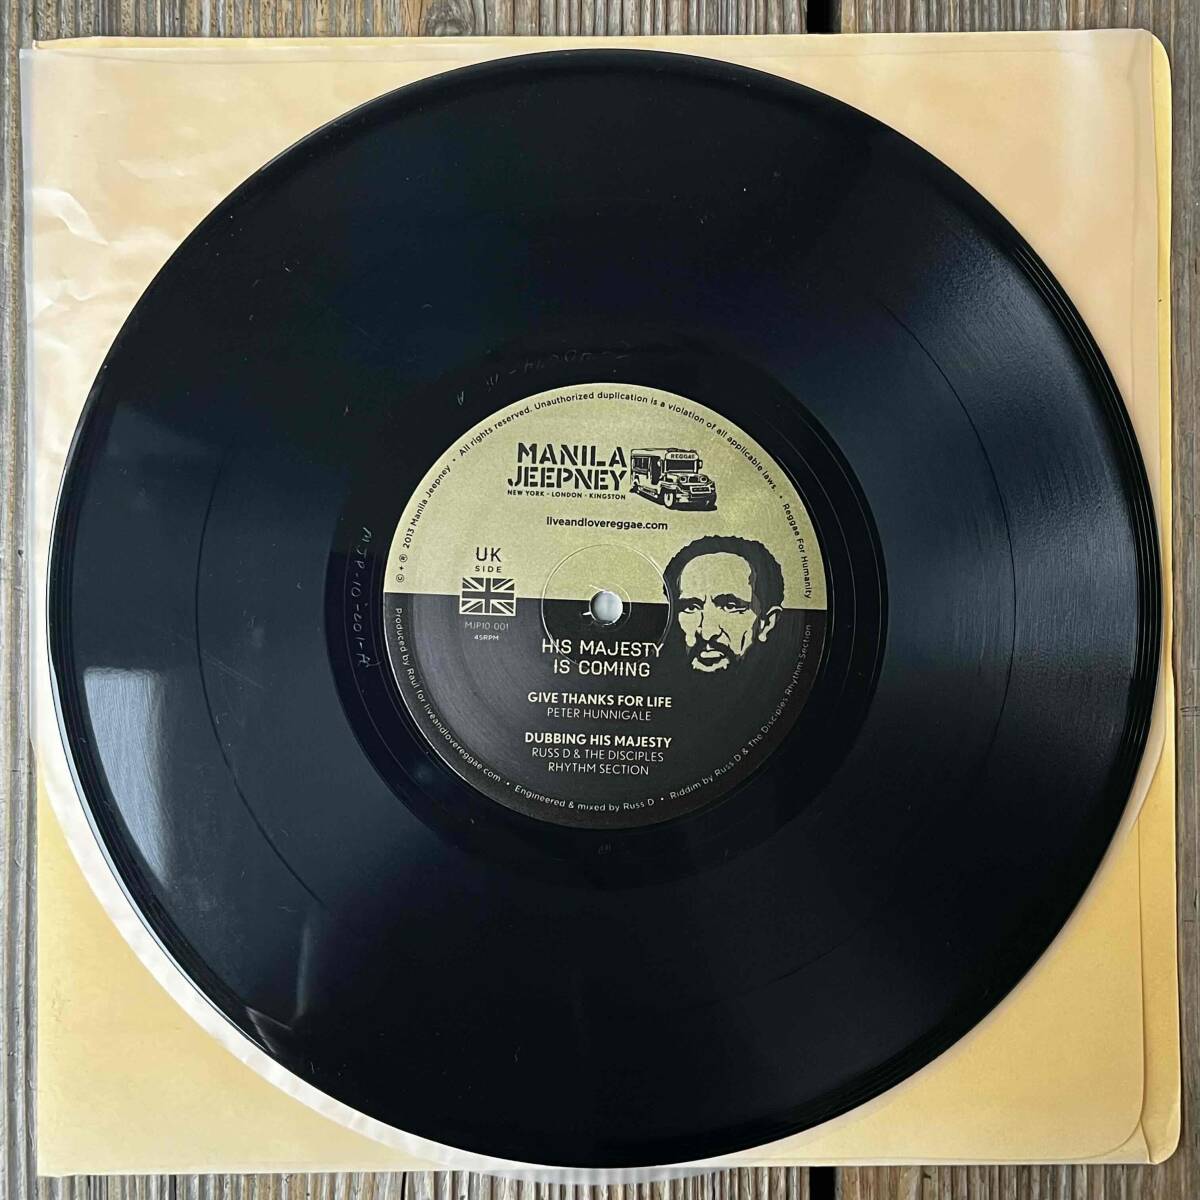 © + ℗ 2013 Manila Jeepney • All rights reserved. Unauthorized duplication is a violation of all applicable laws. • Reggae For Humanity
MANILA
JEEPNEY
REGGAE
NEW YORK - LONDON - KINGSTON
liveandlovereggae.com
UK
SIDE
MJP10-001
45RPM
HIS MAJESTY
IS COMING
GIVE THANKS FOR LIFE
PETER HUNNIGALE
DUBBING HIS MAJESTY
RUSS D & THE DISCIPLES
RHYTHM SECTION
Produced by Raul for liveandlovereggae.com • Engineered & mixed by Russ D • Riddim by Russ D & The Disciples Rhythm Section
A